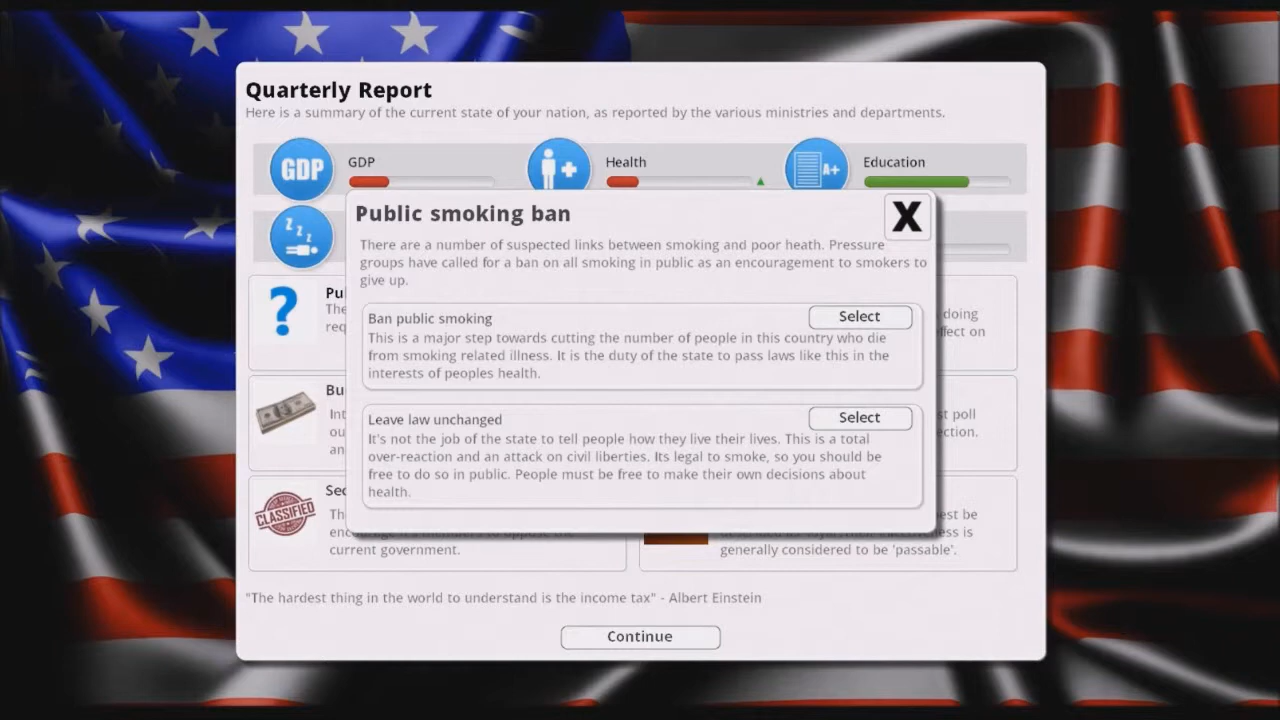 Quarterly Report
Here is a summary of the current state of your nation, as reported by the various ministries and departments.
GDP
GDP
Health
A+
Education
z z z
Public smoking ban
X
There are a number of suspected links between smoking and poor heath. Pressure
groups have called for a ban on all smoking in public as an encouragement to smokers to
give up.
Ban public smoking
Select
This is a major step towards cutting the number of people in this country who die
from smoking related illness. It is the duty of the state to pass laws like this in the
interests of peoples health.
Leave law unchanged
Select
It's not the job of the state to tell people how they live their lives. This is a total
over-reaction and an attack on civil liberties. Its legal to smoke, so you should be
free to do so in public. People must be free to make their own decisions about
health.
?
doing
on
poll
CLASSIFIED
current government.
be
is
generally considered to be 'passable'.
"The hardest thing in the world to understand is the income tax" - Albert Einstein
Continue